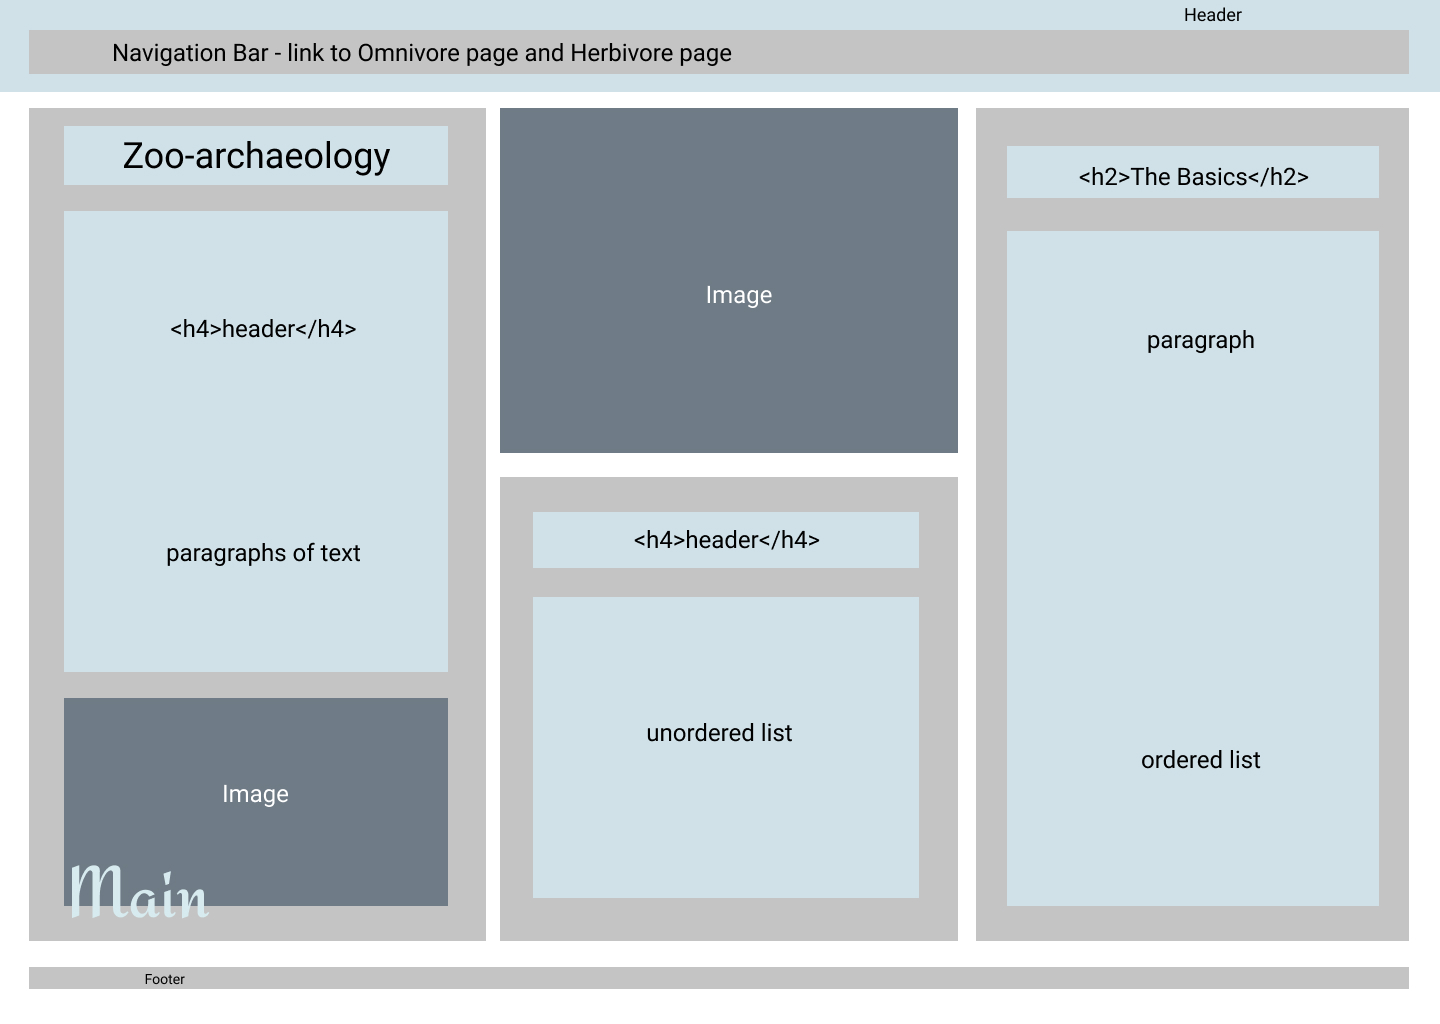 Header
Navigation Bar - link to Omnivore page and Herbivore page
Zoo-archaeology
<h4>header</h4>
paragraphs of text
Image
Main
Image
<h4>header</h4>
unordered list
<h2>The Basics</h2>
paragraph
ordered list
Footer